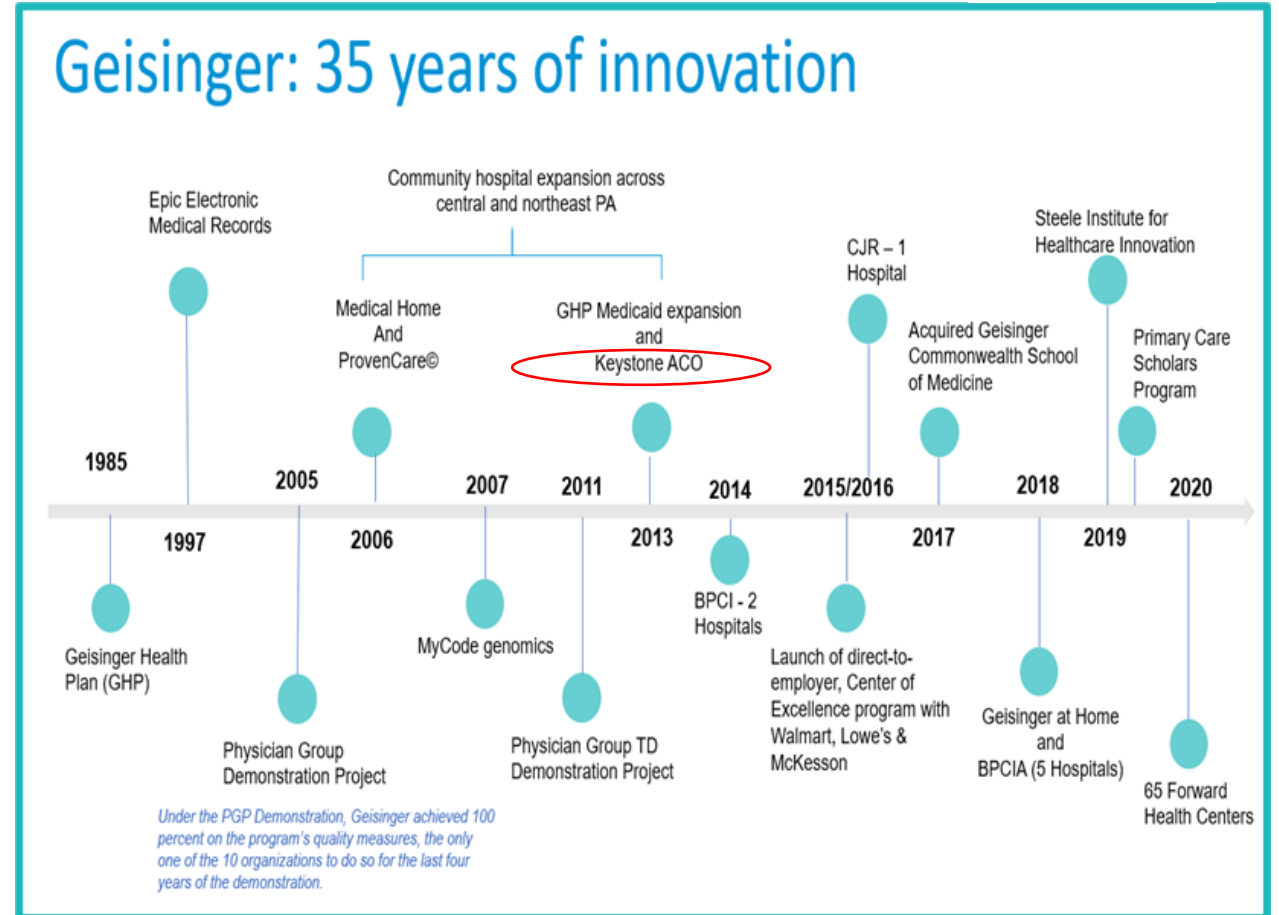 Geisinger: 35 years of innovation
Epic Electronic
Medical Records
Community hospital expansion across
central and northeast PA
Medical Home
And
ProvenCare©
GHP Medicaid expansion
and
Keystone ACO
CJR – 1
Hospital
Acquired Geisinger
Commonwealth School
of Medicine
Steele Institute for
Healthcare Innovation
Primary Care
Scholars
Program
1985
2005
2007
2011
2014
2015/2016
2018
2020
1997
2006
2013
2017
2019
Geisinger Health
Plan (GHP)
Physician Group
Demonstration Project
MyCode genomics
Physician Group TD
Demonstration Project
BPCI - 2
Hospitals
Launch of direct-to-
employer, Center of
Excellence program with
Walmart, Lowe's &
McKesson
Geisinger at Home
and
BPCIA (5 Hospitals)
65 Forward
Health Centers
Under the PGP Demonstration, Geisinger achieved 100
percent on the program's quality measures, the only
one of the 10 organizations to do so for the last four
years of the demonstration.